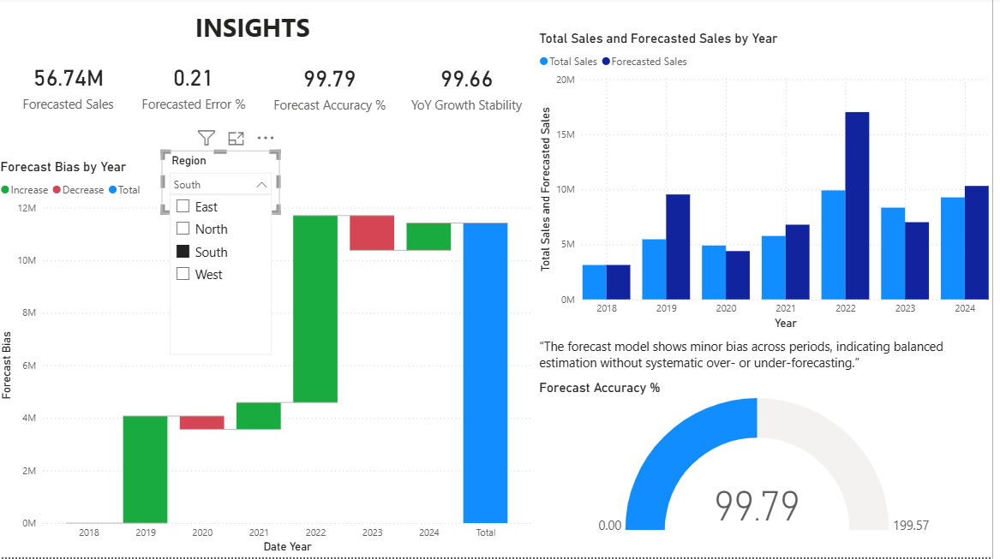 INSIGHTS
56.74M
Forecasted Sales
0.21
Forecasted Error %
99.79
Forecast Accuracy %
99.66
YoY Growth Stability
Region
South
East
North
South
West
Forecast Bias by Year
Increase Decrease Total
Forecast Bias
12M
10M
8M
6M
4M
2M
0M
2018 2019 2020 2021 2022 2023 2024 Total
Date Year
Total Sales and Forecasted Sales by Year
Total Sales Forecasted Sales
Total Sales and Forecasted Sales
20M
15M
10M
5M
0M
2018 2019 2020 2021 2022 2023 2024
Year
“The forecast model shows minor bias across periods, indicating balanced
estimation without systematic over- or under-forecasting.”
Forecast Accuracy %
99.79
0.00
199.57